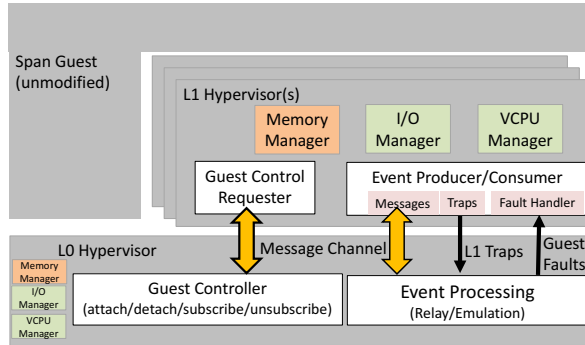 Span Guest
(unmodified)
L1 Hypervisor(s)
Memory
Manager
I/O
Manager
VCPU
Manager
Guest Control
Requester
Event Producer/Consumer
Messages
Traps
Fault Handler
L0 Hypervisor
Message Channel
L1 Traps
Guest
Faults
Memory
Manager
I/O
Manager
VCPU
Manager
Guest Controller
(attach/detach/subscribe/unsubscribe)
Event Processing
(Relay/Emulation)